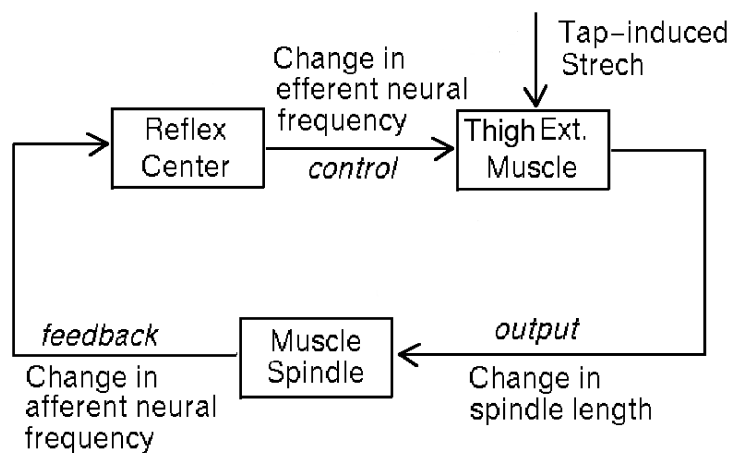 Tap-induced
Strech
Change in
efferent neural
frequency
control
Reflex
Center
Thigh Ext.
Muscle
feedback
Change in
afferent neural
frequency
Muscle
Spindle
output
Change in
spindle length